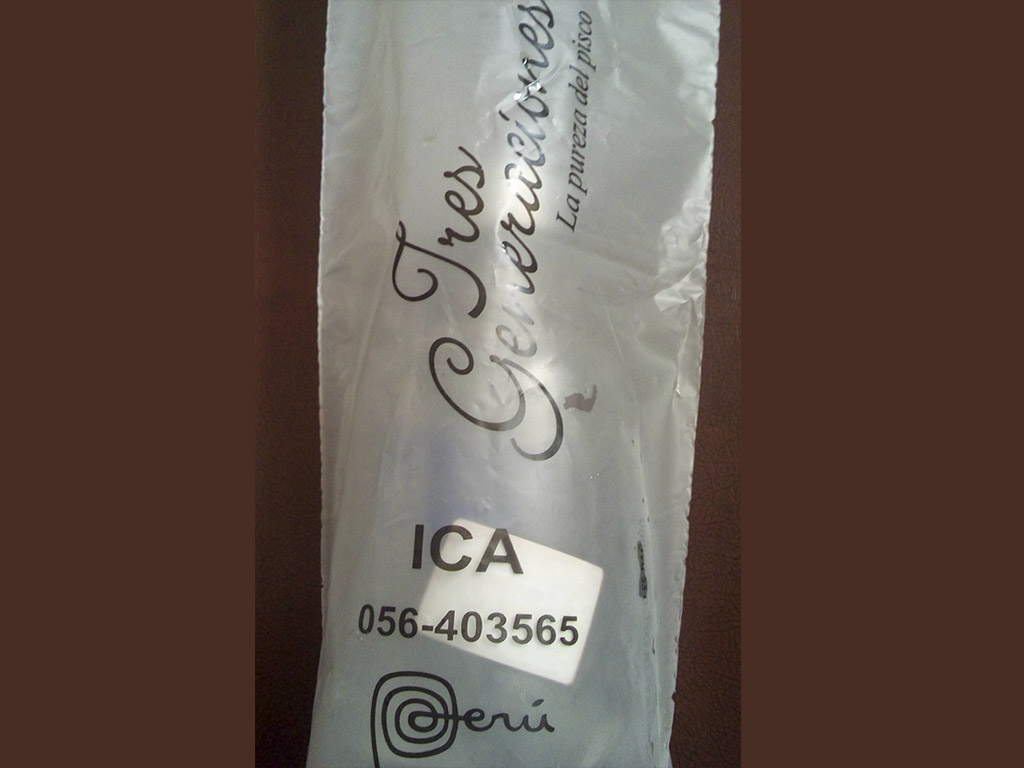 Tres
Generaciones
La pureza del pisco
ICA
056-403565
Perú